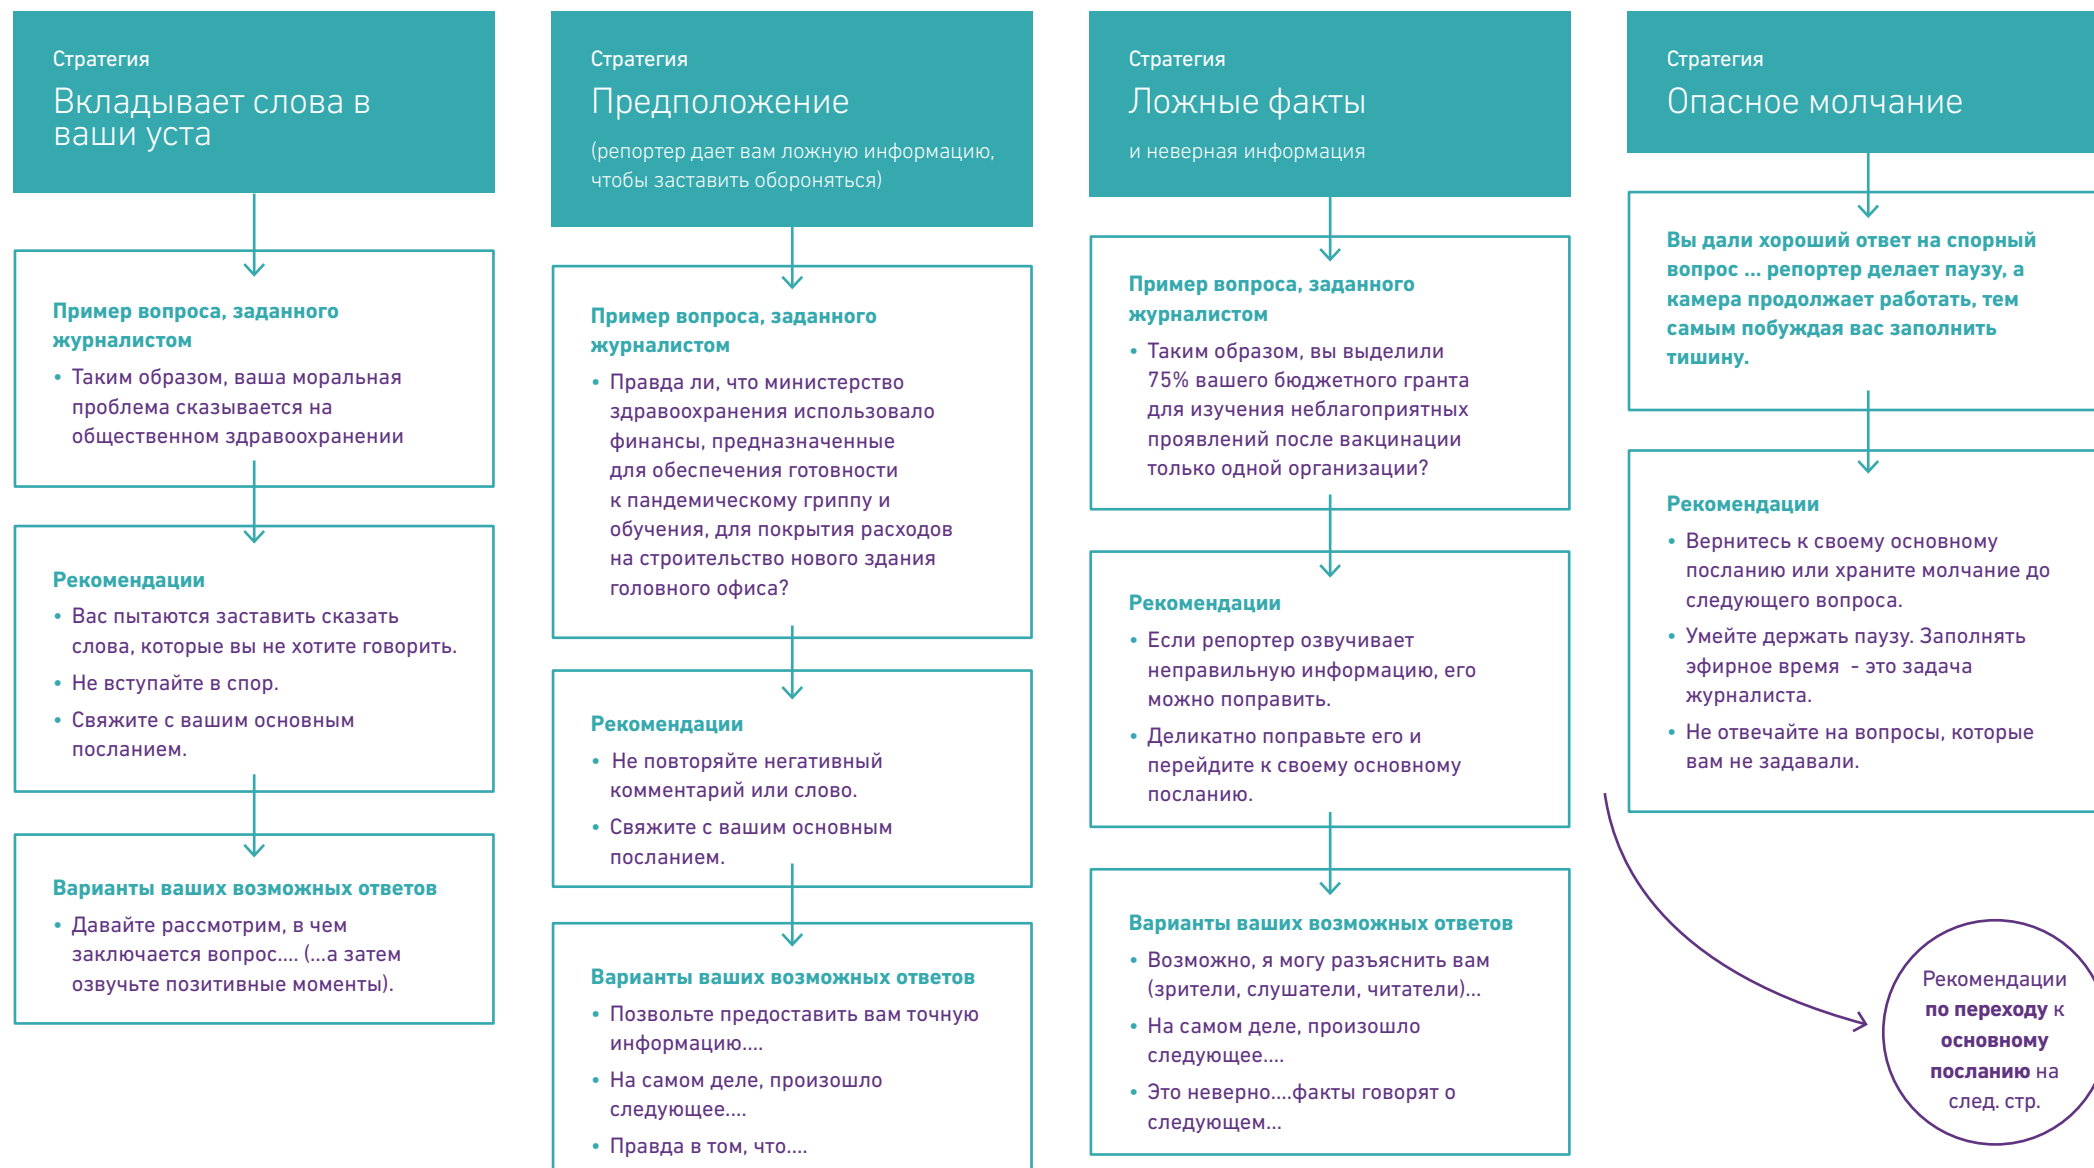 Стратегия
Вкладывает слова в
ваши уста
Пример вопроса, заданного
журналистом
• Таким образом, ваша моральная
проблема сказывается на
общественном здравоохранении
Рекомендации
• Вас пытаются заставить сказать
слова, которые вы не хотите говорить.
• Не вступайте в спор.
• Свяжите с вашим основным
посланием.
Варианты ваших возможных ответов
• Давайте рассмотрим, в чем
заключается вопрос.... (...а затем
озвучьте позитивные моменты).
Стратегия
Предположение
(репортер дает вам ложную информацию,
чтобы заставить обороняться)
Пример вопроса, заданного
журналистом
• Правда ли, что министерство
здравоохранения использовало
финансы, предназначенные
для обеспечения готовности
к пандемическому гриппу и
обучения, для покрытия расходов
на строительство нового здания
головного офиса?
Рекомендации
• Не повторяйте негативный
комментарий или слово.
• Свяжите с вашим основным
посланием.
Варианты ваших возможных ответов
• Позвольте предоставить вам точную
информацию....
• На самом деле, произошло
следующее....
• Правда в том, что....
Стратегия
Ложные факты
и неверная информация
Пример вопроса, заданного
журналистом
• Таким образом, вы выделили
75% вашего бюджетного гранта
для изучения неблагоприятных
проявлений после вакцинации
только одной организации?
Рекомендации
• Если репортер озвучивает
неправильную информацию, его
можно поправить.
• Деликатно поправьте его и
перейдите к своему основному
посланию.
Варианты ваших возможных ответов
• Возможно, я могу разъяснить вам
(зрители, слушатели, читатели)...
• На самом деле, произошло
следующее....
• Это неверно....факты говорят о
следующем...
Стратегия
Опасное молчание
Вы дали хороший ответ на спорный
вопрос ... репортер делает паузу, а
камера продолжает работать, тем
самым побуждая вас заполнить
тишину.
Рекомендации
• Вернитесь к своему основному
посланию или храните молчание до
следующего вопроса.
• Умейте держать паузу. Заполнять
эфирное время - это задача
журналиста.
• Не отвечайте на вопросы, которые
вам не задавали.
Рекомендации
по переходу к
основному
посланию на
след. стр.